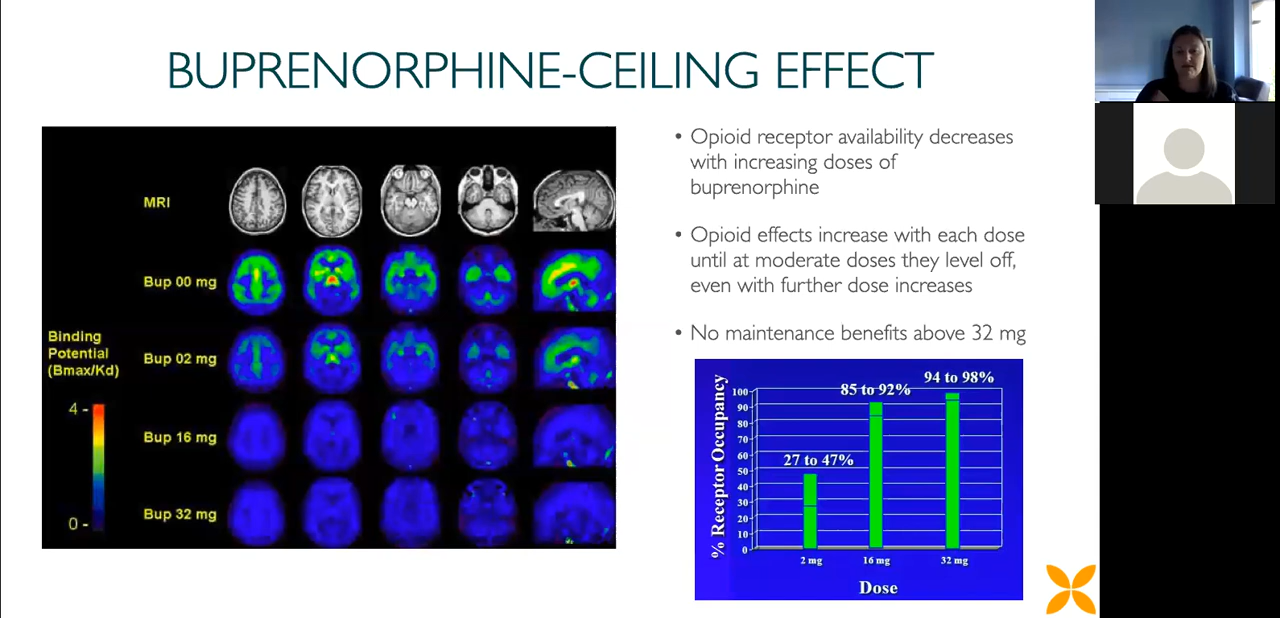 BUPRENORPHINE-CEILING EFFECT
MRI
Bup 00 mg
Bup 02 mg
Binding
Potential
(Bmax/Kd)
4 -
0 -
Bup 16 mg
Bup 32 mg
• Opioid receptor availability decreases
with increasing doses of
buprenorphine
• Opioid effects increase with each dose
until at moderate doses they level off,
even with further dose increases
• No maintenance benefits above 32 mg
% Receptor Occupancy
100
90
80
70
60
50
40
30
20
10
0
27 to 47%
85 to 92%
94 to 98%
2 mg
16 mg
32 mg
Dose